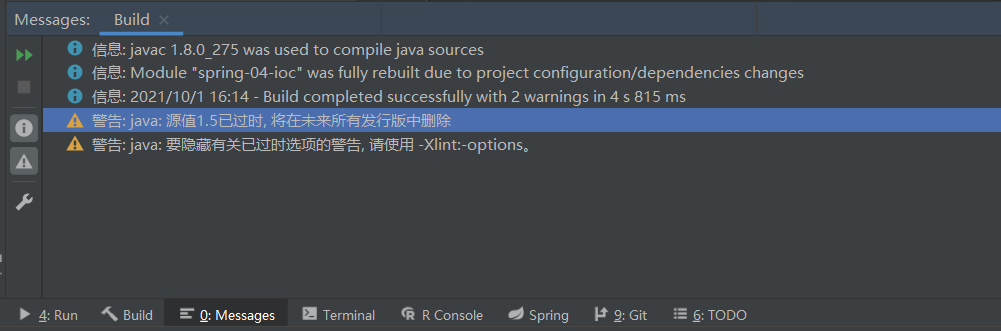 Messages: Build
信息: javac 1.8.0_275 was used to compile java sources
信息: Module "spring-04-ioc" was fully rebuilt due to project configuration/dependencies changes
信息: 2021/10/1 16:14 - Build completed successfully with 2 warnings in 4 s 815 ms
警告: java: 源值1.5已过时, 将在未来所有发行版中删除
警告: java: 要隐藏有关已过时选项的警告, 请使用 -Xlint:-options。
4: Run Build 0: Messages Terminal R Console Spring 9: Git 6: TODO